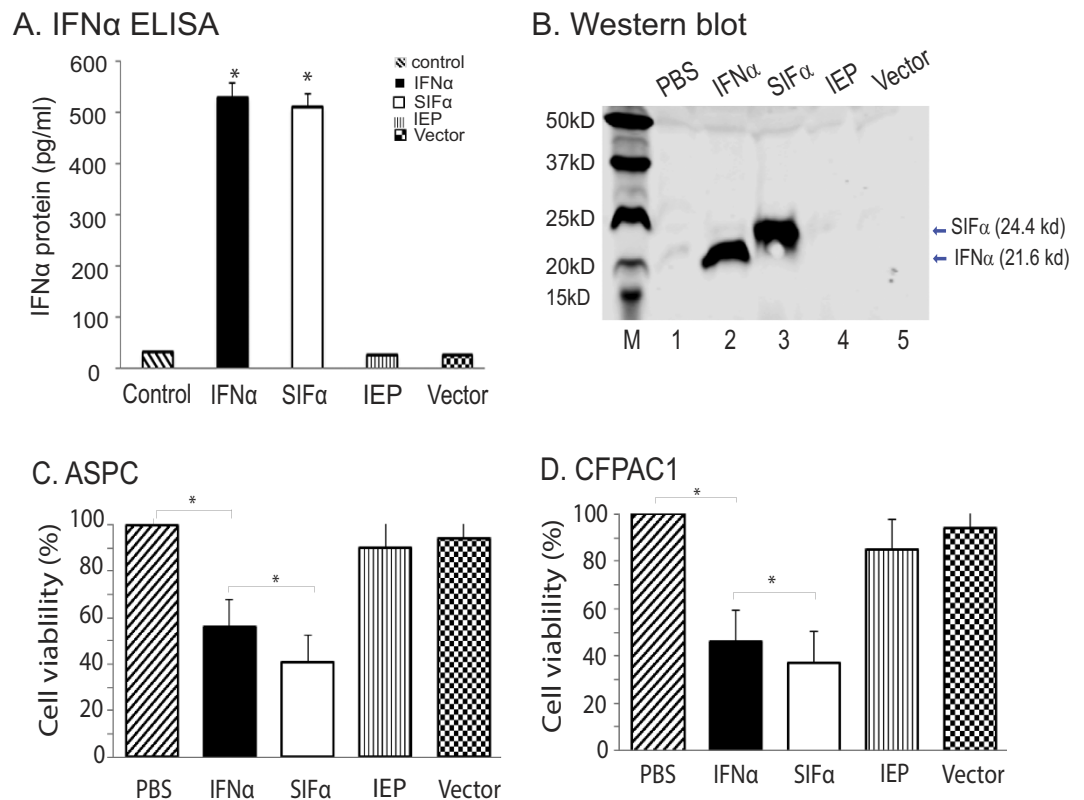 A. IFNα ELISA
IFNα protein (pg/ml)
600
500
400
300
200
100
0
*
*
control
IFNα
SIFα
IEP
Vector
Control IFNα SIFα IEP Vector
B. Western blot
PBS IFNα SIFα IEP Vector
50kD
37kD
25kD
20kD
15kD
SIFα (24.4 kd)
IFNα (21.6 kd)
M 1 2 3 4 5
C. ASPC
Cell viablility (%)
100
80
60
40
20
0
*
*
PBS IFNα SIFα IEP Vector
D. CFPAC1
Cell viablility (%)
100
80
60
40
20
0
*
*
PBS IFNα SIFα IEP Vector